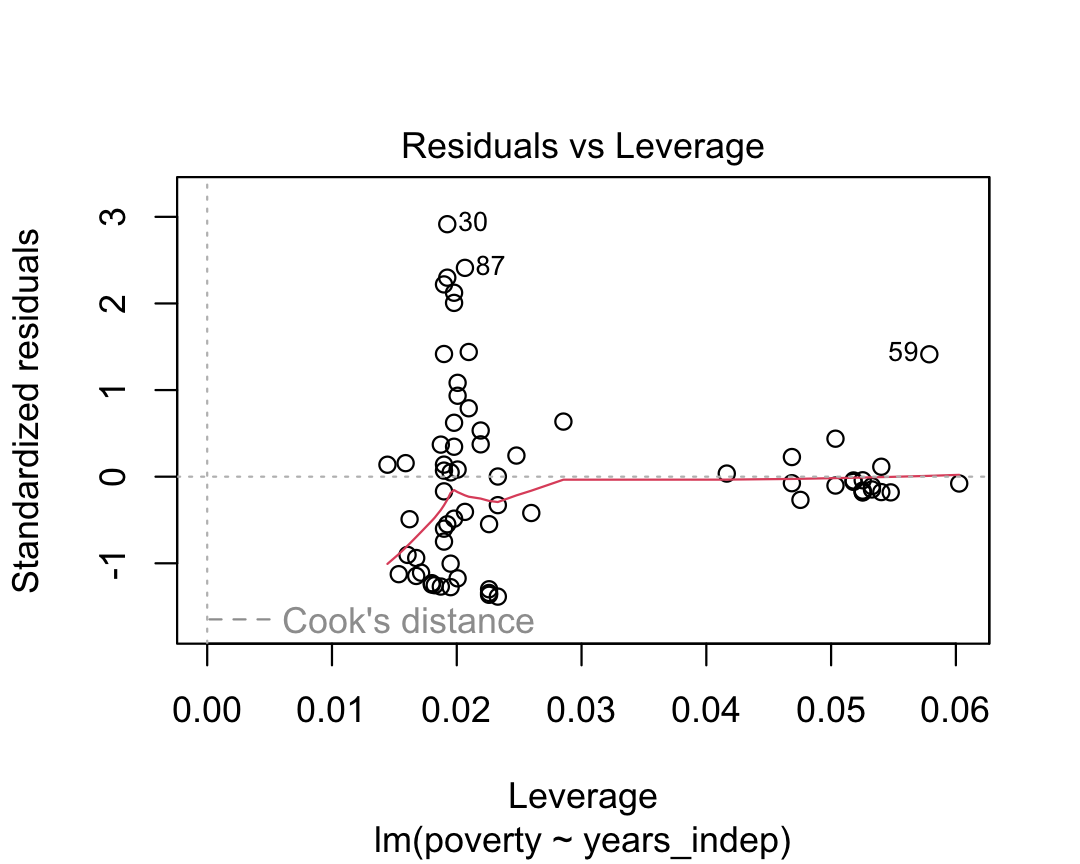 Residuals vs Leverage
Standardized residuals
3
2
1
0
-1
30
87
59
Cook's distance
0.00 0.01 0.02 0.03 0.04 0.05 0.06
Leverage
lm(poverty ~ years_indep)